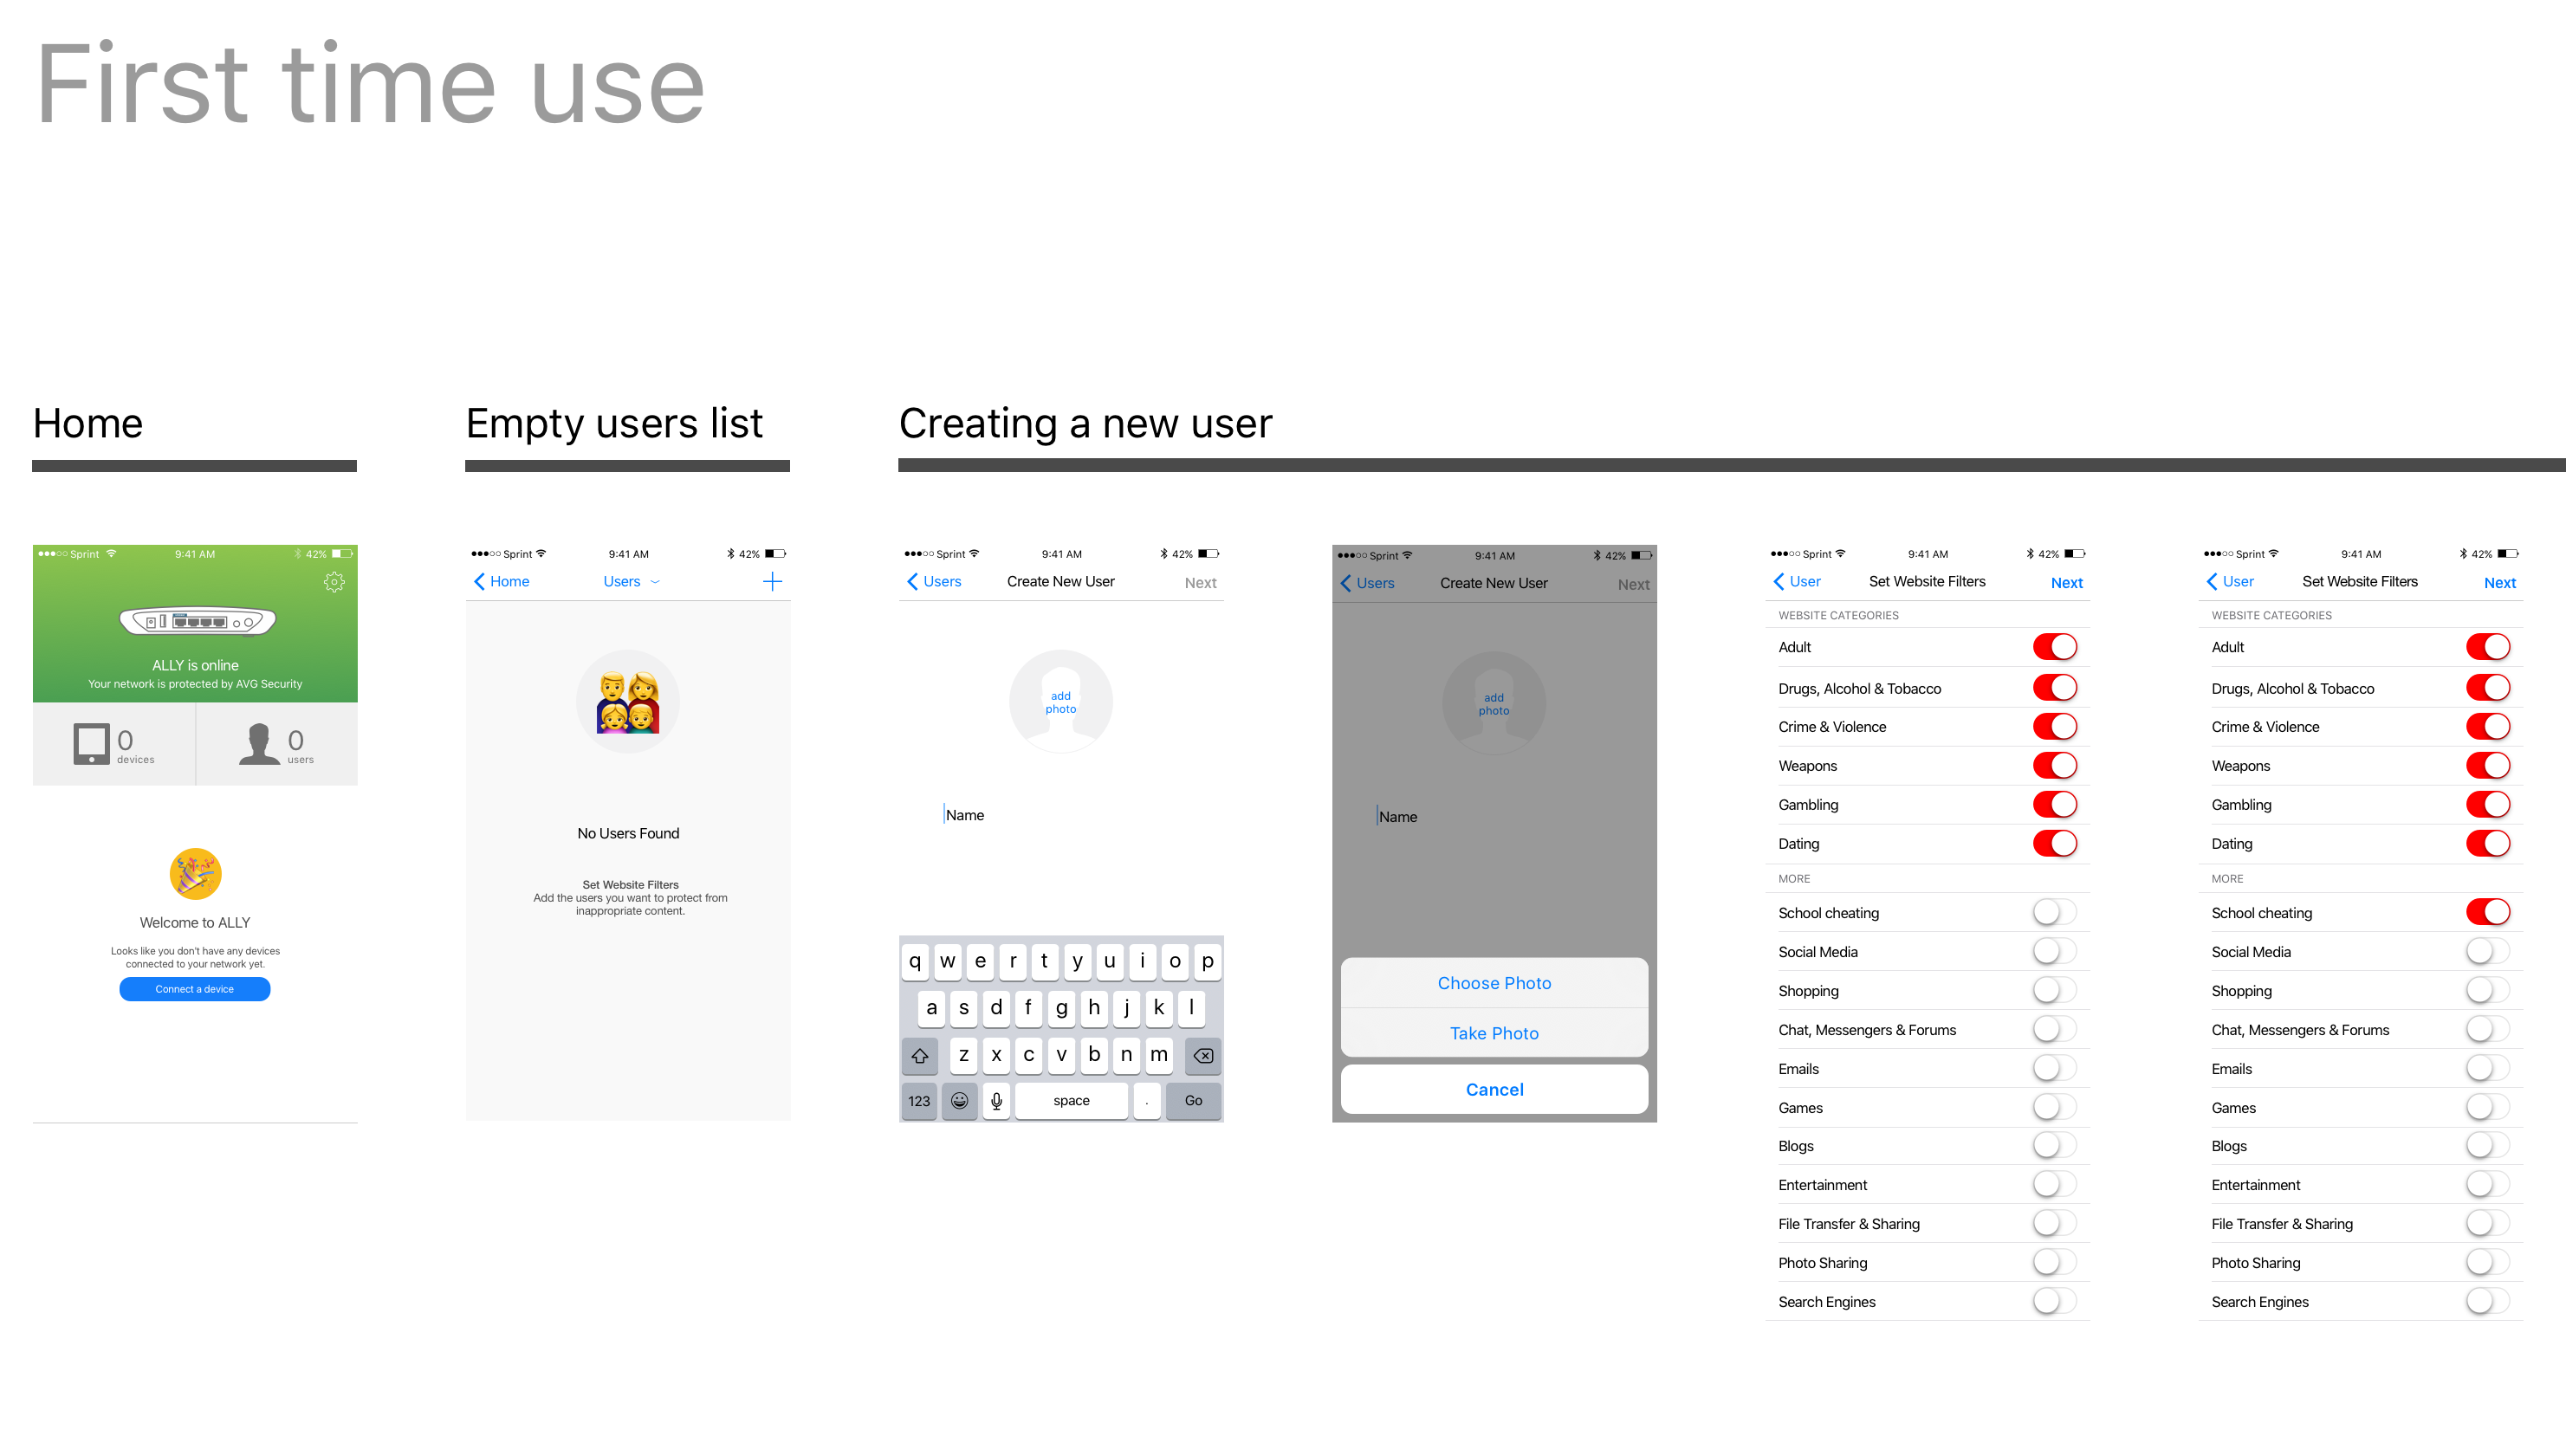 First time use
Home
Empty users list
Creating a new user
Sprint 9:41 AM 42%
ALLY is online
Your network is protected by AVG Security
0 devices
0 users
Welcome to ALLY
Looks like you don't have any devices
connected to your network yet.
Connect a device
Sprint 9:41 AM 42%
Home Users
No Users Found
Set Website Filters
Add the users you want to protect from
inappropriate content.
Sprint 9:41 AM 42%
Users Create New User Next
add
photo
Name
q w e r t y u i o p
a s d f g h j k l
z x c v b n m
123 space . Go
Sprint 9:41 AM 42%
Users Create New User Next
add
photo
Name
Choose Photo
Take Photo
Cancel
Sprint 9:41 AM 42%
User Set Website Filters Next
WEBSITE CATEGORIES
Adult
Drugs, Alcohol & Tobacco
Crime & Violence
Weapons
Gambling
Dating
MORE
School cheating
Social Media
Shopping
Chat, Messengers & Forums
Emails
Games
Blogs
Entertainment
File Transfer & Sharing
Photo Sharing
Search Engines
Sprint 9:41 AM 42%
User Set Website Filters Next
WEBSITE CATEGORIES
Adult
Drugs, Alcohol & Tobacco
Crime & Violence
Weapons
Gambling
Dating
MORE
School cheating
Social Media
Shopping
Chat, Messengers & Forums
Emails
Games
Blogs
Entertainment
File Transfer & Sharing
Photo Sharing
Search Engines